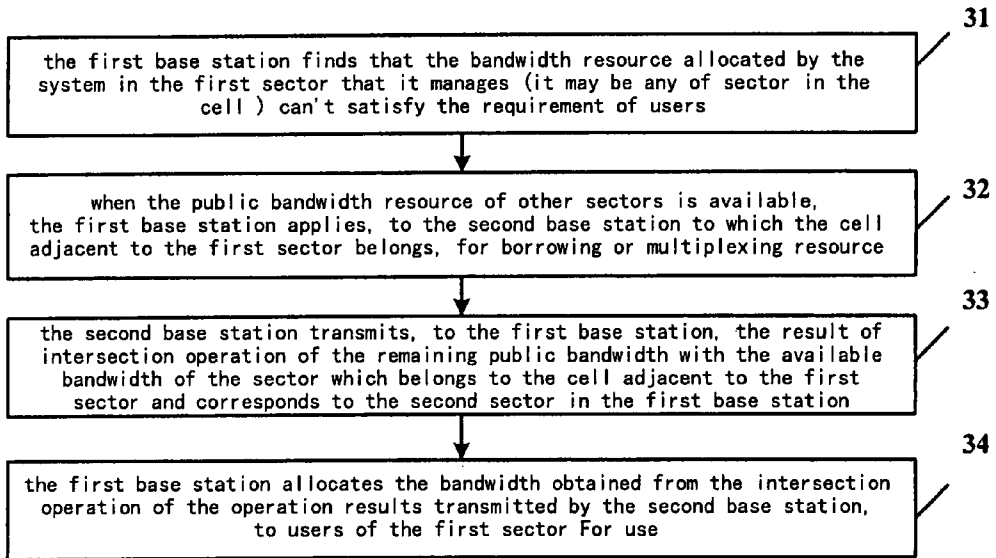 31
the first base station finds that the bandwidth resource allocated by the
system in the first sector that it manages (it may be any of sector in the
cell ) can't satisfy the requirement of users
32
when the public bandwidth resource of other sectors is available,
the first base station applies, to the second base station to which the cell
adjacent to the first sector belongs, for borrowing or multiplexing resource
33
the second base station transmits, to the first base station, the result of
intersection operation of the remaining public bandwidth with the available
bandwidth of the sector which belongs to the cell adjacent to the first
sector and corresponds to the second sector in the first base station
34
the first base station allocates the bandwidth obtained from the intersection
operation of the operation results transmitted by the second base station,
to users of the first sector For use